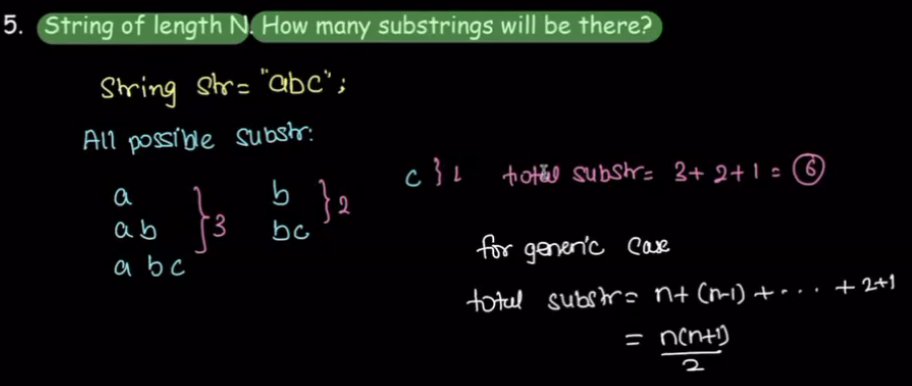 5. String of length N. How many substrings will be there?
String str = "abc";
All possible substr:
a
ab
abc
} 3
b
bc
} 2
c } 1
total substr = 3+2+1 = 6
for generic case
total substr = n+(n-1)+....+2+1
= n(n+1)
2